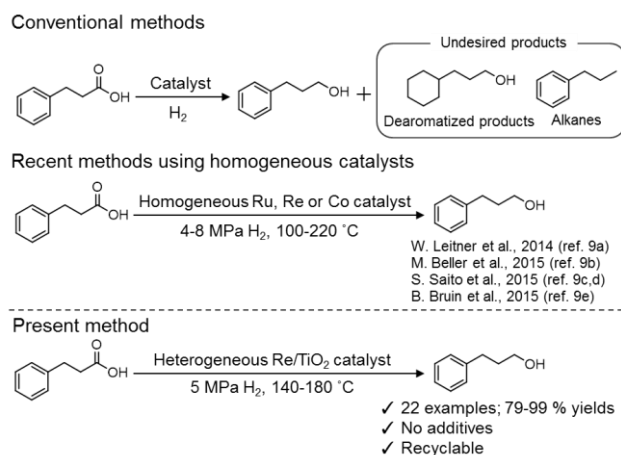 Conventional methods
Undesired products
O
OH
Catalyst
H₂
OH
+
OH
Dearomatized products
Alkanes
Recent methods using homogeneous catalysts
O
OH
Homogeneous Ru, Re or Co catalyst
4-8 MPa H₂, 100-220 ˚C
OH
W. Leitner et al., 2014 (ref. 9a)
M. Beller et al., 2015 (ref. 9b)
S. Saito et al., 2015 (ref. 9c,d)
B. Bruin et al., 2015 (ref. 9e)
Present method
O
OH
Heterogeneous Re/TiO₂ catalyst
5 MPa H₂, 140-180 ˚C
OH
✓ 22 examples; 79-99 % yields
✓ No additives
✓ Recyclable